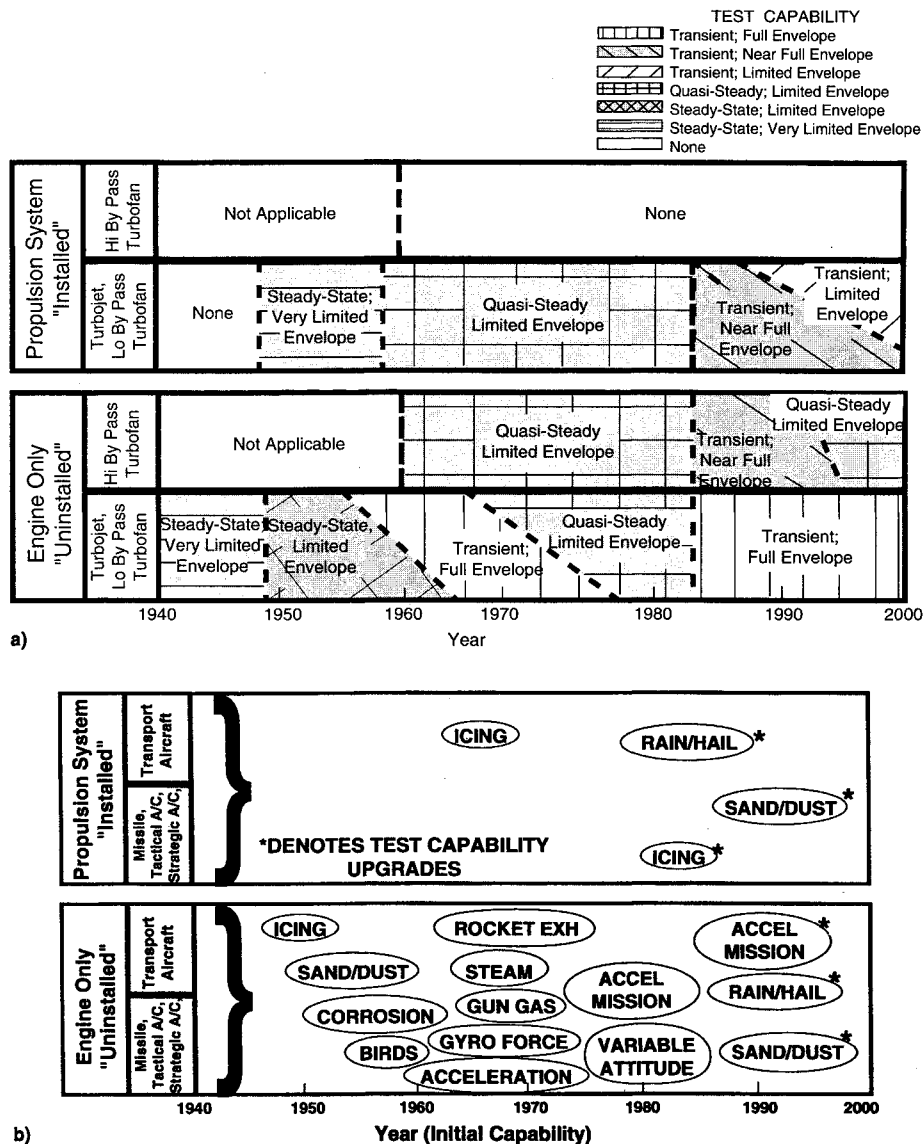 TEST CAPABILITY
Transient; Full Envelope
Transient; Near Full Envelope
Transient; Limited Envelope
Quasi-Steady; Limited Envelope
Steady-State; Limited Envelope
Steady-State; Very Limited Envelope
None
Propulsion System
"Installed"
Hi By Pass
Turbofan
Not Applicable
None
Turbojet,
Lo By Pass
Turbofan
None
Steady-State;
Very Limited
Envelope
Quasi-Steady
Limited Envelope
Transient;
Near Full
Envelope
Transient;
Limited
Envelope
Engine Only
"Uninstalled"
Hi By Pass
Turbofan
Not Applicable
Quasi-Steady
Limited Envelope
Transient;
Near Full
Envelope
Quasi-Steady
Limited Envelope
Turbojet,
Lo By Pass
Turbofan
Steady-State;
Very Limited
Envelope
Steady-State,
Limited
Envelope
Transient;
Full Envelope
Quasi-Steady
Limited Envelope
Transient;
Full Envelope
1940 1950 1960 1970 1980 1990 2000
a)
Year
Propulsion System
"Installed"
Transport
Aircraft
Missile,
Tactical A/C,
Strategic A/C,
ICING
RAIN/HAIL *
SAND/DUST *
ICING *
*DENOTES TEST CAPABILITY
UPGRADES
Engine Only
"Uninstalled"
Transport
Aircraft
Missile,
Tactical A/C,
Strategic A/C,
ICING
ROCKET EXH
ACCEL
MISSION *
SAND/DUST
STEAM
ACCEL
MISSION
RAIN/HAIL *
CORROSION
GUN GAS
BIRDS
GYRO FORCE
VARIABLE
ATTITUDE
SAND/DUST *
ACCELERATION
1940 1950 1960 1970 1980 1990 2000
b)
Year (Initial Capability)